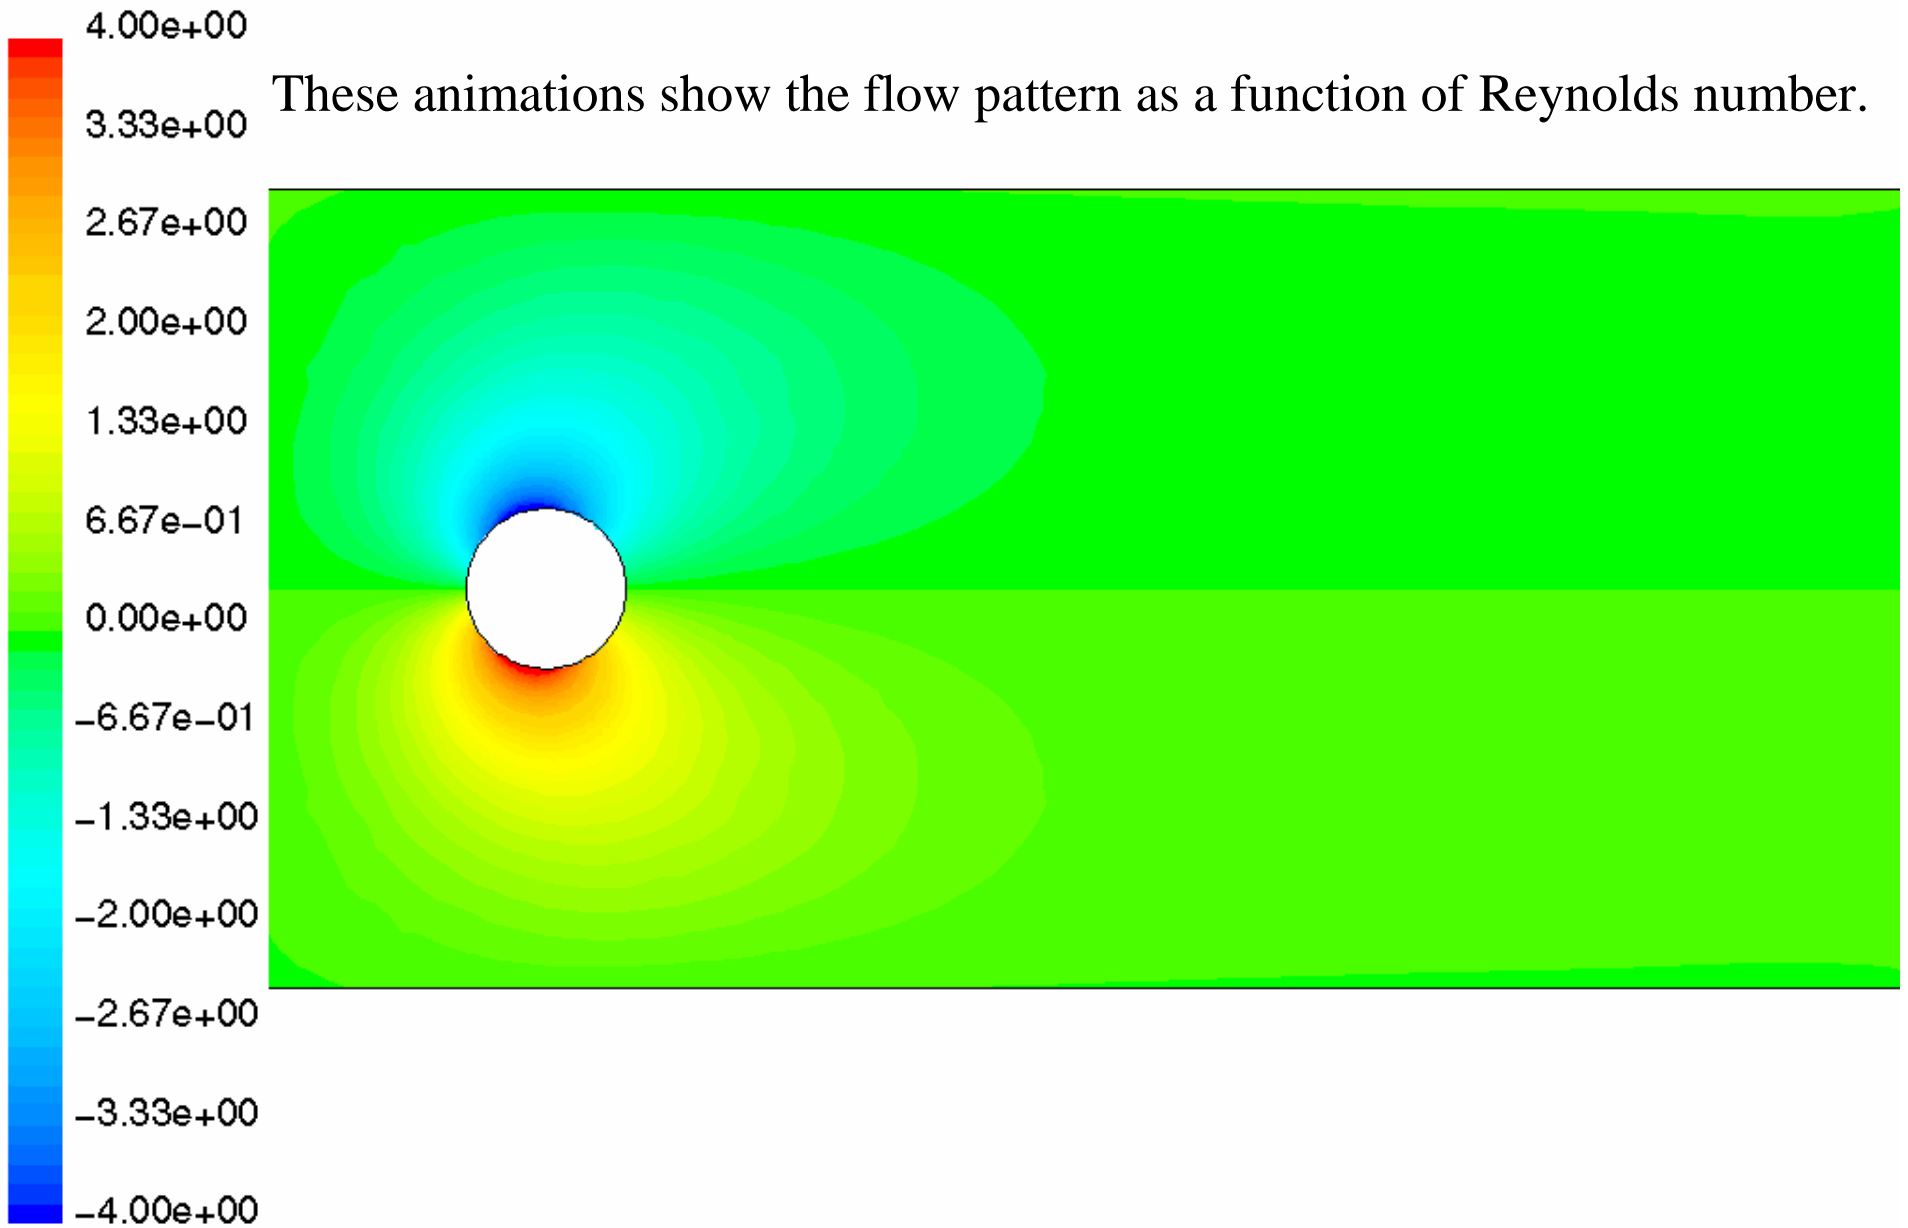 4.00e+00
These animations show the flow pattern as a function of Reynolds number.
3.33e+00
2.67e+00
2.00e+00
1.33e+00
6.67e−01
0.00e+00
−6.67e−01
−1.33e+00
−2.00e+00
−2.67e+00
−3.33e+00
−4.00e+00